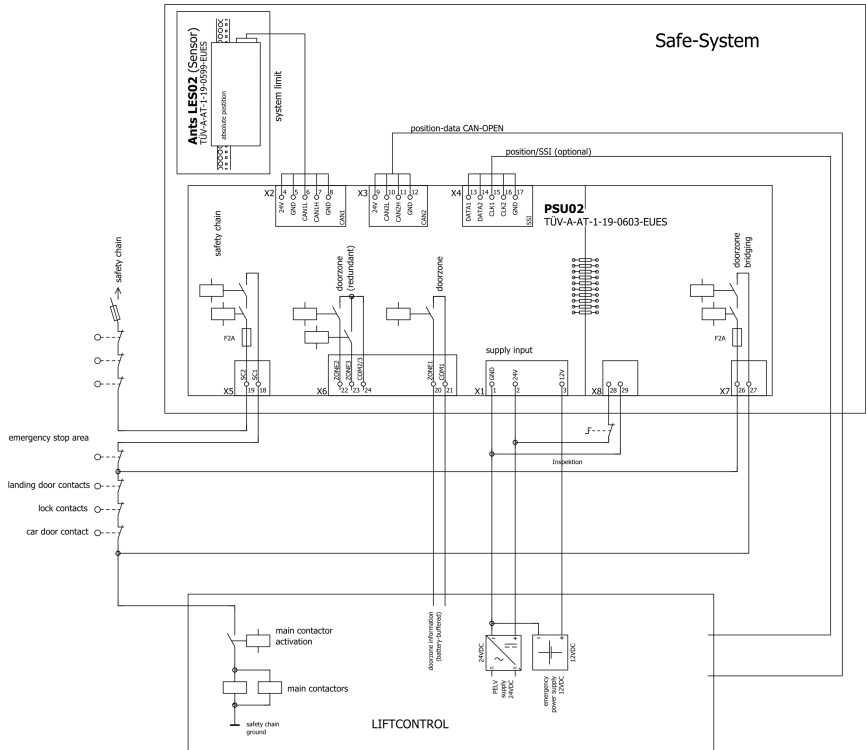 Safe-System
Ants LES02 (Sensor)
TÜV-A-AT-1-19-0599-EUES
absolute position
system limit
position-data CAN-OPEN
position/SSI (optional)
X2
4
5
6
7
8
24V
GND
CAN1L
CAN1H
GND
CAN1
X3
9
10
11
12
24V
CAN2L
CAN2H
GND
CAN2
X4
13
14
15
16
17
DATA1
DATA2
CLK1
CLK2
GND
SSI
PSU02
TÜV-A-AT-1-19-0603-EUES
safety chain
safety chain
doorzone
(redundant)
doorzone
doorzone
bridging
F2A
F2A
supply input
X5
SC2
SC1
19
18
X6
ZONE2
ZONE3
COM2/3
22
23
24
ZONE1
COM1
20
21
X1
GND
24V
12V
1
2
3
X8
28
29
X7
26
27
emergency stop area
Inspektion
landing door contacts
lock contacts
car door contact
main contactor
activation
main contactors
safety chain
ground
doorzone information
(battery-buffered)
24VDC
PELV
supply
24VDC
12VDC
emergency
power supply
12VDC
LIFTCONTROL